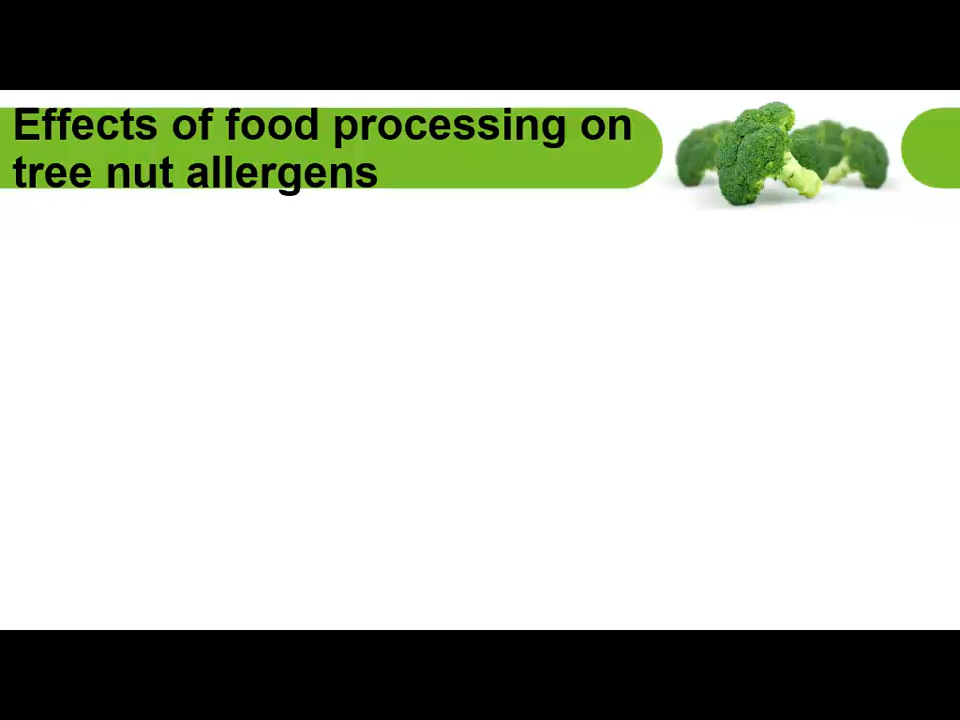 Effects of food processing on
tree nut allergens